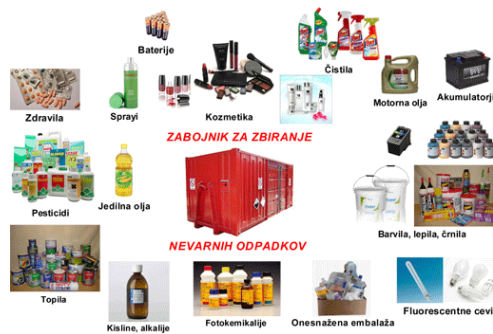 Baterije
Čistila
Zdravila
Sprayi
Kozmetika
Motorna olja
Akumulatorji
ZABOJNIK ZA ZBIRANJE
Pesticidi
Jedilna olja
Barvila, lepila, črnila
NEVARNIH ODPADKOV
Topila
Kisline, alkalije
Fotokemikalije
Onesnažena embalaža
Fluorescentne cevi